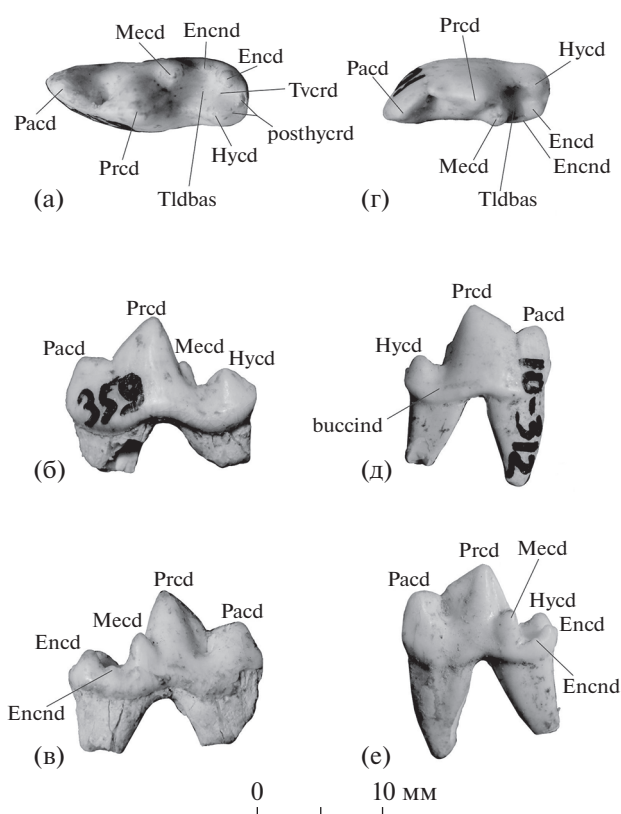 Mecd Encnd
Encd
Tvcrd
posthycrd
Hycd
Tldbas
Prcd
Pacd
(а)
Prcd
Hycd
Pacd
Encd
Encnd
Mecd
Tldbas
(г)
Prcd
Pacd
Mecd
Hycd
359
(б)
Prcd
Pacd
Hycd
buccind
10-312
(д)
Prcd
Mecd
Pacd
Encd
Encnd
(в)
Prcd
Mecd
Pacd
Hycd
Encd
Encnd
(е)
0 10 мм